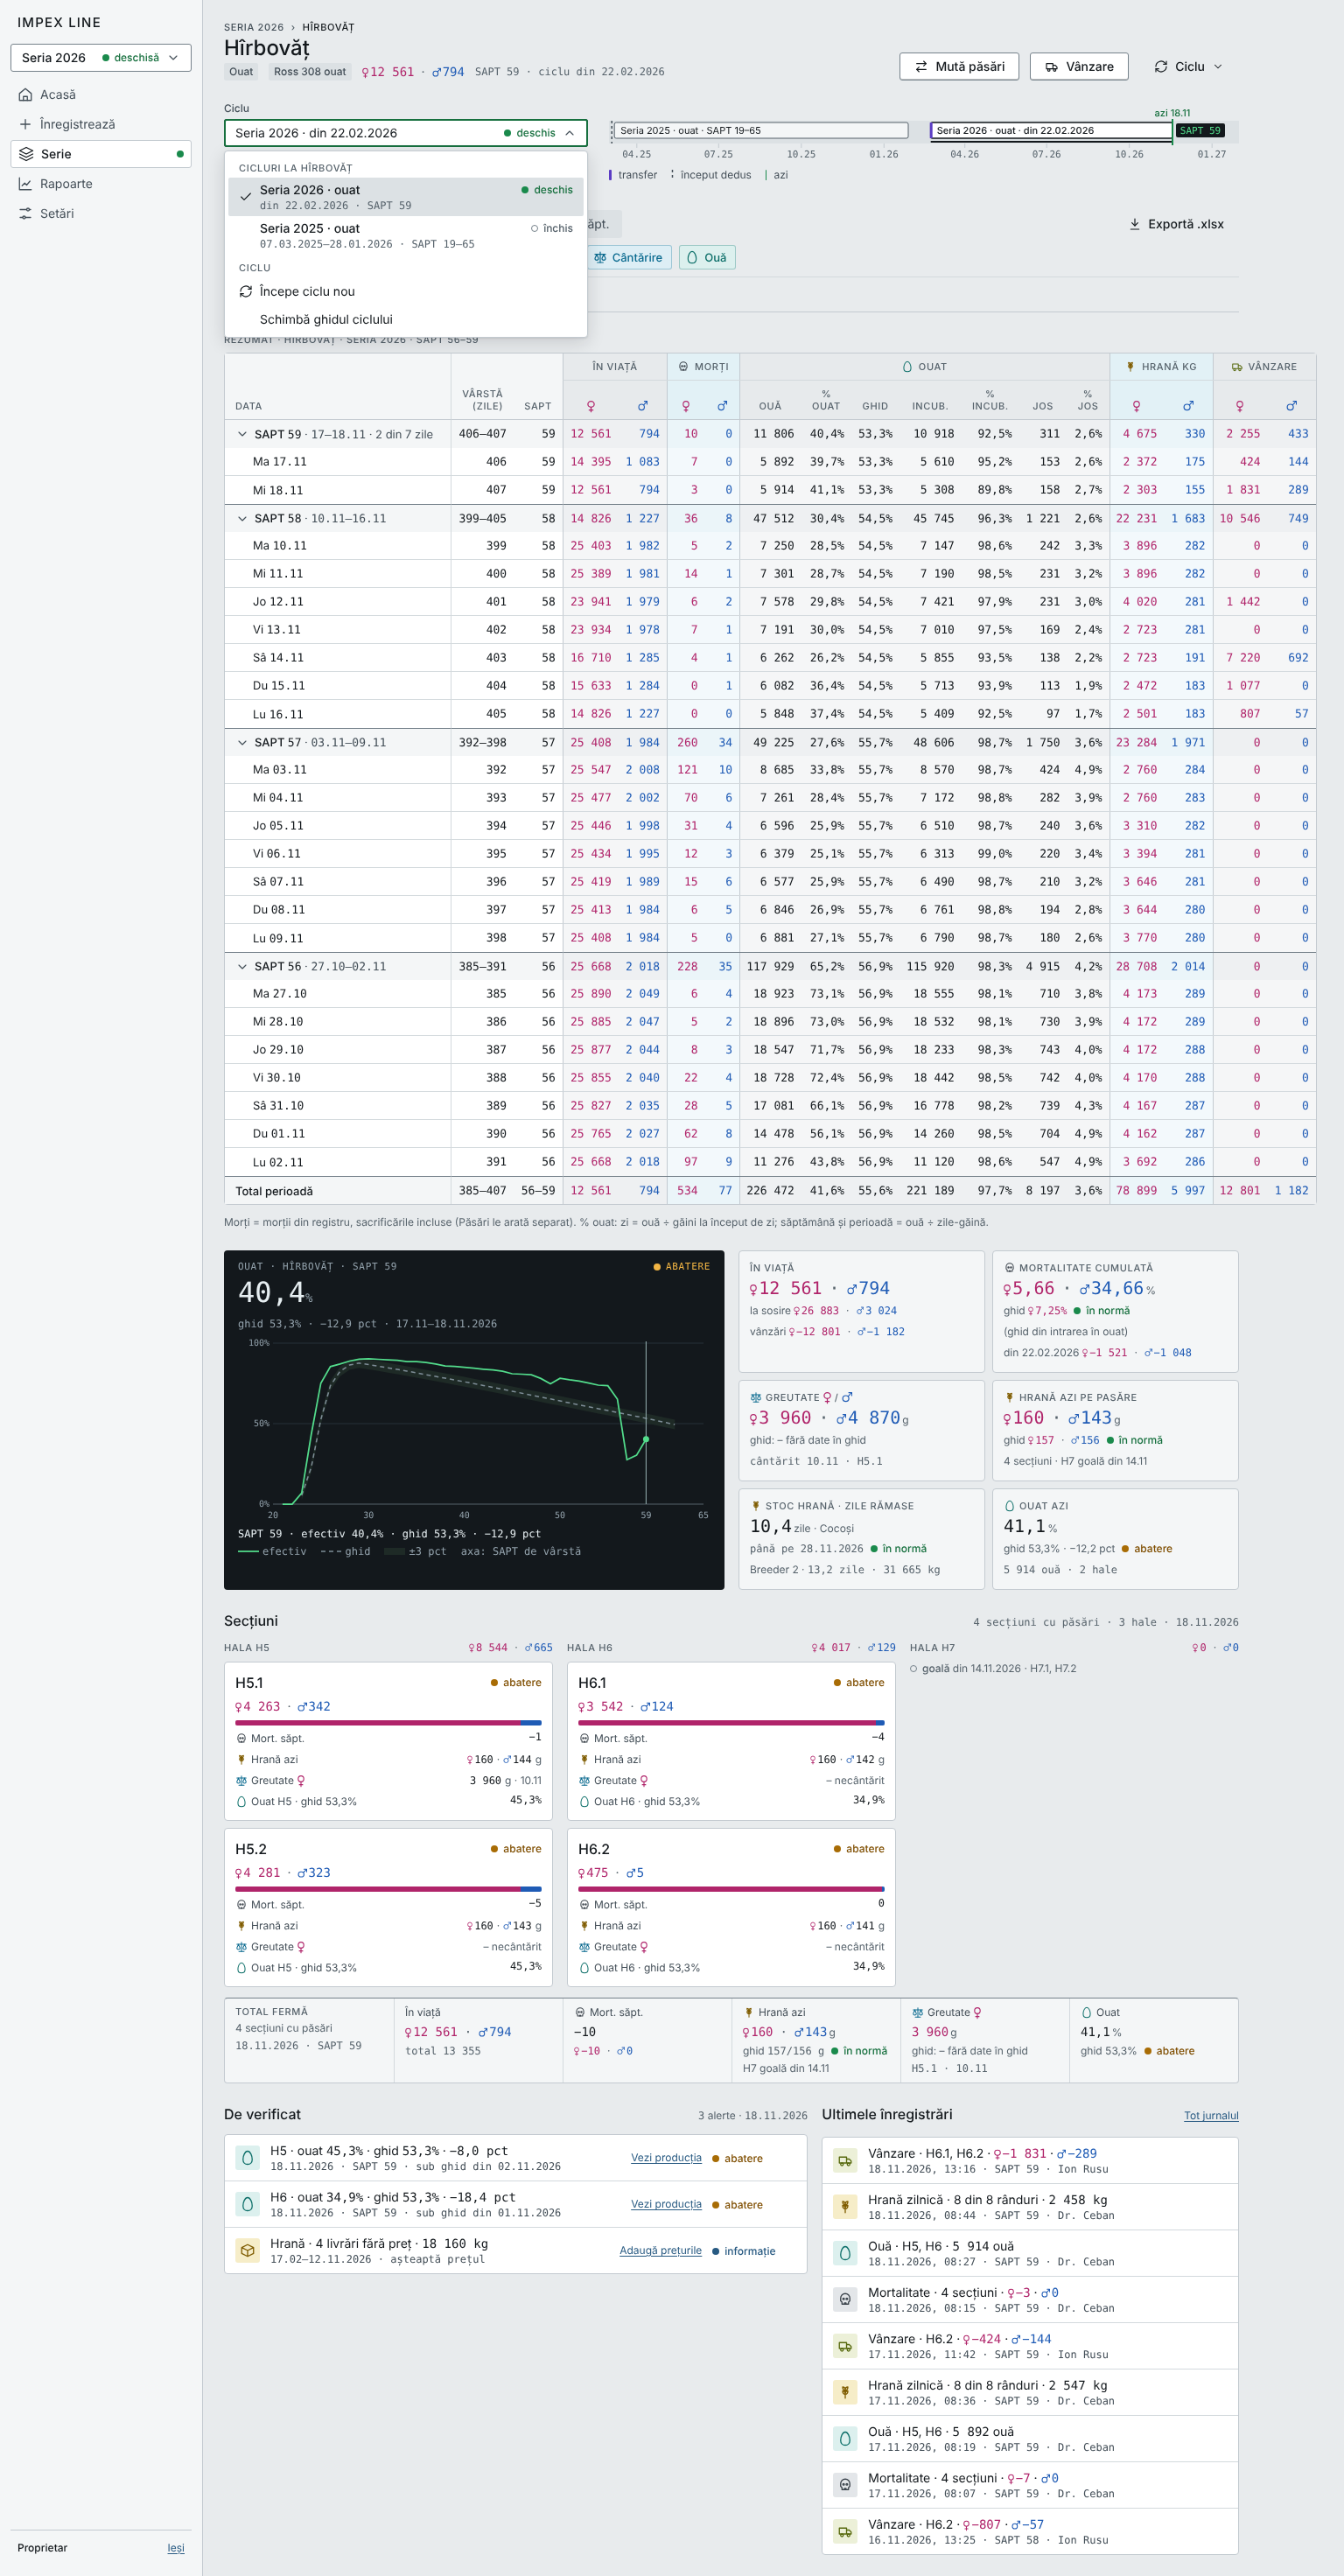 IMPEX LINE
Seria 2026 deschisă
Acasă
Înregistrează
Serie
Rapoarte
Setări
SERIA 2026 › HÎRBOVĂȚ
Hîrbovăț
Ouat Ross 308 ouat ♀12 561 · ♂794 SAPT 59 · ciclu din 22.02.2026
Mută păsări Vânzare Ciclu
Ciclu
Seria 2026 · din 22.02.2026 deschis
CICLURI LA HÎRBOVĂȚ
Seria 2026 · ouat deschis
din 22.02.2026 · SAPT 59
Seria 2025 · ouat închis
07.03.2025–28.01.2026 · SAPT 19–65
CICLU
Începe ciclu nou
Schimbă ghidul ciclului
azi 18.11
Seria 2025 · ouat · SAPT 19–65 Seria 2026 · ouat · din 22.02.2026 SAPT 59
04.25 07.25 10.25 01.26 04.26 07.26 10.26 01.27
transfer început dedus azi
ăpt. Exportă .xlsx
Cântărire Ouă
REZUMAT · HÎRBOVĂȚ · SERIA 2026 · SAPT 56–59
ÎN VIAȚĂ MORȚI OUAT HRANĂ KG VÂNZARE
DATA VÂRSTĂ (ZILE) SAPT ♀ ♂ ♀ ♂ OUĂ % OUAT GHID INCUB. % INCUB. JOS % JOS ♀ ♂ ♀ ♂
SAPT 59 · 17–18.11 · 2 din 7 zile 406–407 59 12 561 794 10 0 11 806 40,4% 53,3% 10 918 92,5% 311 2,6% 4 675 330 2 255 433
Ma 17.11 406 59 14 395 1 083 7 0 5 892 39,7% 53,3% 5 610 95,2% 153 2,6% 2 372 175 424 144
Mi 18.11 407 59 12 561 794 3 0 5 914 41,1% 53,3% 5 308 89,8% 158 2,7% 2 303 155 1 831 289
SAPT 58 · 10.11–16.11 399–405 58 14 826 1 227 36 8 47 512 30,4% 54,5% 45 745 96,3% 1 221 2,6% 22 231 1 683 10 546 749
Ma 10.11 399 58 25 403 1 982 5 2 7 250 28,5% 54,5% 7 147 98,6% 242 3,3% 3 896 282 0 0
Mi 11.11 400 58 25 389 1 981 14 1 7 301 28,7% 54,5% 7 190 98,5% 231 3,2% 3 896 282 0 0
Jo 12.11 401 58 23 941 1 979 6 2 7 578 29,8% 54,5% 7 421 97,9% 231 3,0% 4 020 281 1 442 0
Vi 13.11 402 58 23 934 1 978 7 1 7 191 30,0% 54,5% 7 010 97,5% 169 2,4% 2 723 281 0 0
Sâ 14.11 403 58 16 710 1 285 4 1 6 262 26,2% 54,5% 5 855 93,5% 138 2,2% 2 723 191 7 220 692
Du 15.11 404 58 15 633 1 284 0 1 6 082 36,4% 54,5% 5 713 93,9% 113 1,9% 2 472 183 1 077 0
Lu 16.11 405 58 14 826 1 227 0 0 5 848 37,4% 54,5% 5 409 92,5% 97 1,7% 2 501 183 807 57
SAPT 57 · 03.11–09.11 392–398 57 25 408 1 984 260 34 49 225 27,6% 55,7% 48 606 98,7% 1 750 3,6% 23 284 1 971 0 0
Ma 03.11 392 57 25 547 2 008 121 10 8 685 33,8% 55,7% 8 570 98,7% 424 4,9% 2 760 284 0 0
Mi 04.11 393 57 25 477 2 002 70 6 7 261 28,4% 55,7% 7 172 98,8% 282 3,9% 2 760 283 0 0
Jo 05.11 394 57 25 446 1 998 31 4 6 596 25,9% 55,7% 6 510 98,7% 240 3,6% 3 310 282 0 0
Vi 06.11 395 57 25 434 1 995 12 3 6 379 25,1% 55,7% 6 313 99,0% 220 3,4% 3 394 281 0 0
Sâ 07.11 396 57 25 419 1 989 15 6 6 577 25,9% 55,7% 6 490 98,7% 210 3,2% 3 646 281 0 0
Du 08.11 397 57 25 413 1 984 6 5 6 846 26,9% 55,7% 6 761 98,8% 194 2,8% 3 644 280 0 0
Lu 09.11 398 57 25 408 1 984 5 0 6 881 27,1% 55,7% 6 790 98,7% 180 2,6% 3 770 280 0 0
SAPT 56 · 27.10–02.11 385–391 56 25 668 2 018 228 35 117 929 65,2% 56,9% 115 920 98,3% 4 915 4,2% 28 708 2 014 0 0
Ma 27.10 385 56 25 890 2 049 6 4 18 923 73,1% 56,9% 18 555 98,1% 710 3,8% 4 173 289 0 0
Mi 28.10 386 56 25 885 2 047 5 2 18 896 73,0% 56,9% 18 532 98,1% 730 3,9% 4 172 289 0 0
Jo 29.10 387 56 25 877 2 044 8 3 18 547 71,7% 56,9% 18 233 98,3% 743 4,0% 4 172 288 0 0
Vi 30.10 388 56 25 855 2 040 22 4 18 728 72,4% 56,9% 18 442 98,5% 742 4,0% 4 170 288 0 0
Sâ 31.10 389 56 25 827 2 035 28 5 17 081 66,1% 56,9% 16 778 98,2% 739 4,3% 4 167 287 0 0
Du 01.11 390 56 25 765 2 027 62 8 14 478 56,1% 56,9% 14 260 98,5% 704 4,9% 4 162 287 0 0
Lu 02.11 391 56 25 668 2 018 97 9 11 276 43,8% 56,9% 11 120 98,6% 547 4,9% 3 692 286 0 0
Total perioadă 385–407 56–59 12 561 794 534 77 226 472 41,6% 55,6% 221 189 97,7% 8 197 3,6% 78 899 5 997 12 801 1 182
Morți = morții din registru, sacrificările incluse (Păsări le arată separat). % ouat: zi = ouă ÷ găini la început de zi; săptămână și perioadă = ouă ÷ zile-găină.
OUAT · HÎRBOVĂȚ · SAPT 59 ABATERE
40,4%
ghid 53,3% · −12,9 pct · 17.11–18.11.2026
100%
50%
0%
20 30 40 50 59 65
SAPT 59 · efectiv 40,4% · ghid 53,3% · −12,9 pct
efectiv ghid ±3 pct axa: SAPT de vârstă
ÎN VIAȚĂ
♀12 561 · ♂794
la sosire ♀26 883 · ♂3 024
vânzări ♀−12 801 · ♂−1 182
MORTALITATE CUMULATĂ
♀5,66 · ♂34,66 %
ghid ♀7,25% în normă
(ghid din intrarea în ouat)
din 22.02.2026 ♀−1 521 · ♂−1 048
GREUTATE ♀ / ♂
♀3 960 · ♂4 870 g
ghid: – fără date în ghid
cântărit 10.11 · H5.1
HRANĂ AZI PE PASĂRE
♀160 · ♂143 g
ghid ♀157 · ♂156 în normă
4 secțiuni · H7 goală din 14.11
STOC HRANĂ · ZILE RĂMASE
10,4 zile · Cocoși
până pe 28.11.2026 în normă
Breeder 2 · 13,2 zile · 31 665 kg
OUAT AZI
41,1 %
ghid 53,3% · −12,2 pct abatere
5 914 ouă · 2 hale
Secțiuni 4 secțiuni cu păsări · 3 hale · 18.11.2026
HALA H5 ♀8 544 · ♂665 HALA H6 ♀4 017 · ♂129 HALA H7 ♀0 · ♂0
goală din 14.11.2026 · H7.1, H7.2
H5.1 abatere
♀4 263 · ♂342
Mort. săpt. −1
Hrană azi ♀160 · ♂144 g
Greutate ♀ 3 960 g · 10.11
Ouat H5 · ghid 53,3% 45,3%
H6.1 abatere
♀3 542 · ♂124
Mort. săpt. −4
Hrană azi ♀160 · ♂142 g
Greutate ♀ – necântărit
Ouat H6 · ghid 53,3% 34,9%
H5.2 abatere
♀4 281 · ♂323
Mort. săpt. −5
Hrană azi ♀160 · ♂143 g
Greutate ♀ – necântărit
Ouat H5 · ghid 53,3% 45,3%
H6.2 abatere
♀475 · ♂5
Mort. săpt. 0
Hrană azi ♀160 · ♂141 g
Greutate ♀ – necântărit
Ouat H6 · ghid 53,3% 34,9%
TOTAL FERMĂ
4 secțiuni cu păsări
18.11.2026 · SAPT 59
În viață
♀12 561 · ♂794
total 13 355
Mort. săpt.
−10
♀−10 · ♂0
Hrană azi
♀160 · ♂143 g
ghid 157/156 g în normă
H7 goală din 14.11
Greutate ♀
3 960 g
ghid: – fără date în ghid
H5.1 · 10.11
Ouat
41,1 %
ghid 53,3% abatere
De verificat 3 alerte · 18.11.2026
H5 · ouat 45,3% · ghid 53,3% · −8,0 pct
18.11.2026 · SAPT 59 · sub ghid din 02.11.2026
Vezi producția abatere
H6 · ouat 34,9% · ghid 53,3% · −18,4 pct
18.11.2026 · SAPT 59 · sub ghid din 01.11.2026
Vezi producția abatere
Hrană · 4 livrări fără preț · 18 160 kg
17.02–12.11.2026 · așteaptă prețul
Adaugă prețurile informație
Ultimele înregistrări Tot jurnalul
Vânzare · H6.1, H6.2 · ♀−1 831 · ♂−289
18.11.2026, 13:16 · SAPT 59 · Ion Rusu
Hrană zilnică · 8 din 8 rânduri · 2 458 kg
18.11.2026, 08:44 · SAPT 59 · Dr. Ceban
Ouă · H5, H6 · 5 914 ouă
18.11.2026, 08:27 · SAPT 59 · Dr. Ceban
Mortalitate · 4 secțiuni · ♀−3 · ♂0
18.11.2026, 08:15 · SAPT 59 · Dr. Ceban
Vânzare · H6.2 · ♀−424 · ♂−144
17.11.2026, 11:42 · SAPT 59 · Ion Rusu
Hrană zilnică · 8 din 8 rânduri · 2 547 kg
17.11.2026, 08:36 · SAPT 59 · Dr. Ceban
Ouă · H5, H6 · 5 892 ouă
17.11.2026, 08:19 · SAPT 59 · Dr. Ceban
Mortalitate · 4 secțiuni · ♀−7 · ♂0
17.11.2026, 08:07 · SAPT 59 · Dr. Ceban
Vânzare · H6.2 · ♀−807 · ♂−57
16.11.2026, 13:25 · SAPT 58 · Ion Rusu
Proprietar Ieși